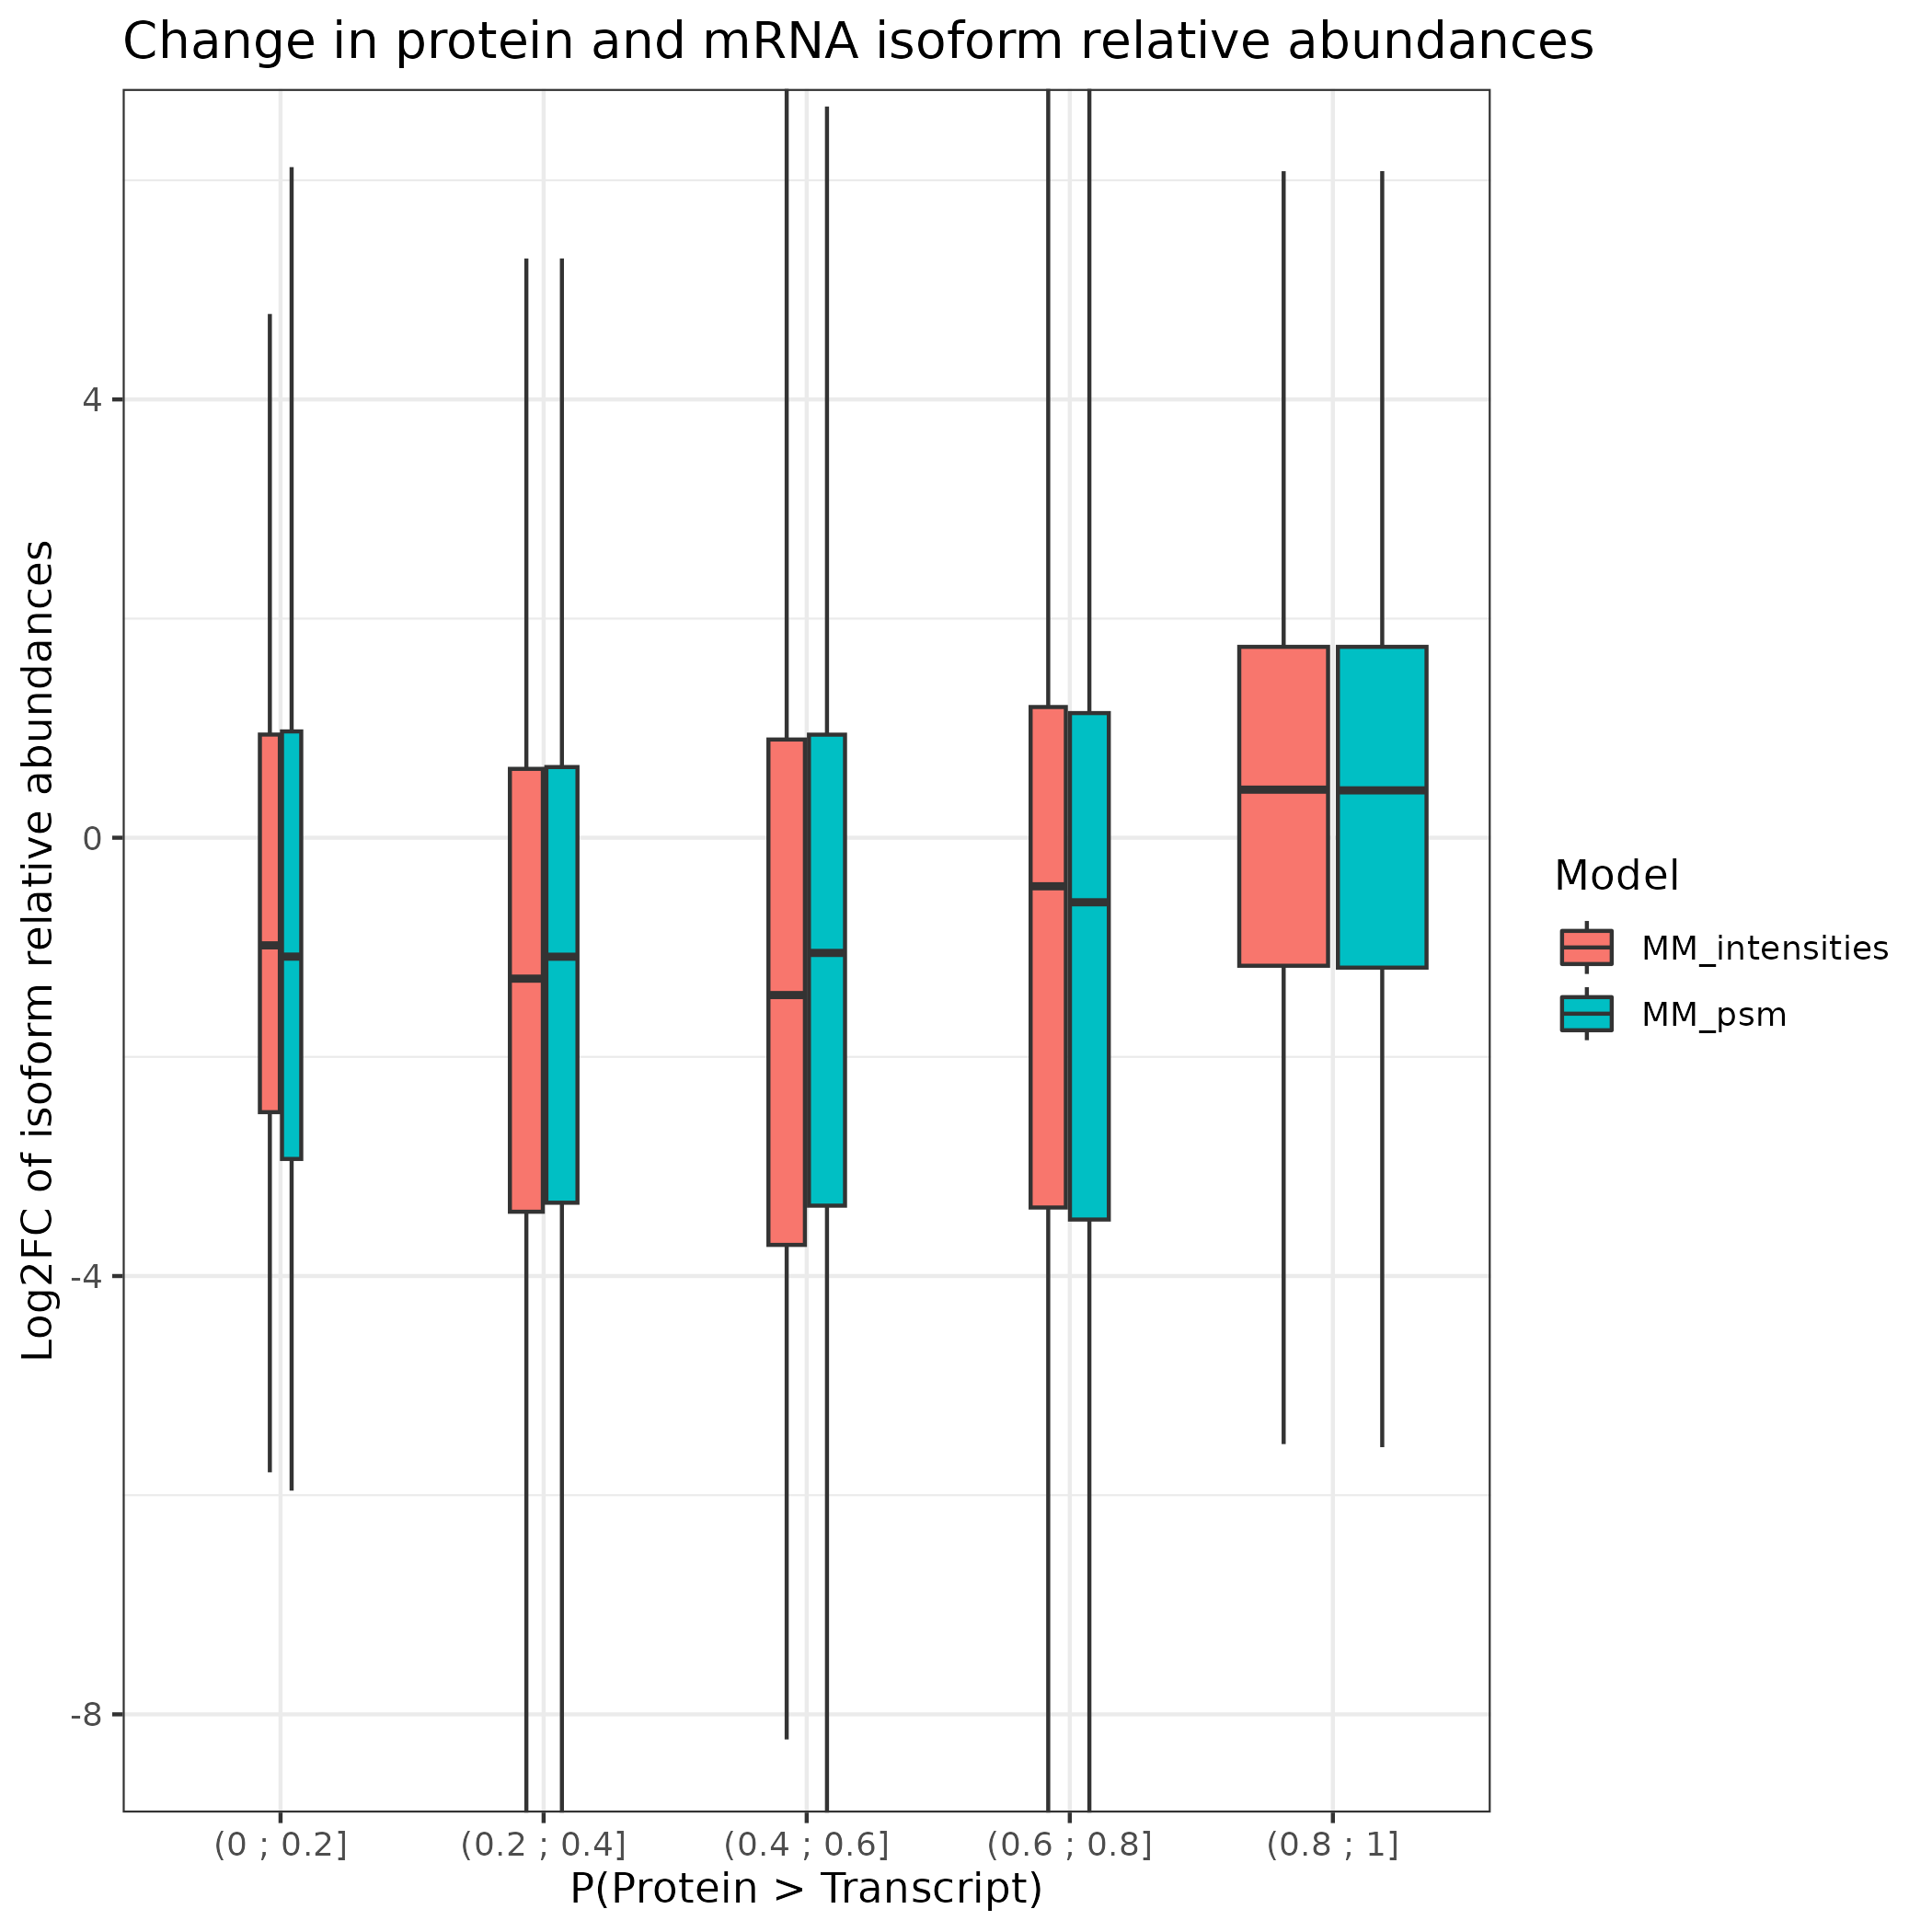 Change in protein and mRNA isoform relative abundances
Log2FC of isoform relative abundances
4
0
-4
-8
(0 ; 0.2]
(0.2 ; 0.4]
(0.4 ; 0.6]
(0.6 ; 0.8]
(0.8 ; 1]
P(Protein > Transcript)
Model
MM_intensities
MM_psm